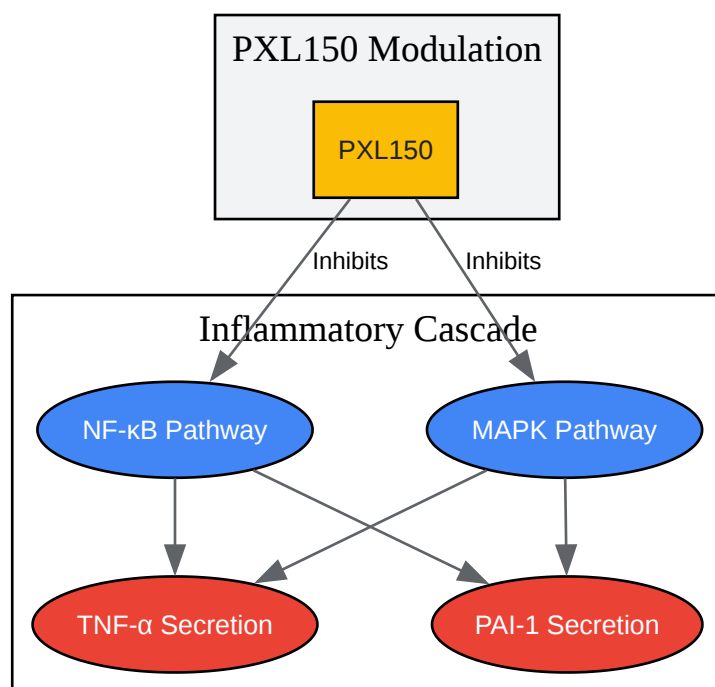 PXL150 Modulation
PXL150
Inhibits
Inhibits
Inflammatory Cascade
NF-κB Pathway
MAPK Pathway
TNF-α Secretion
PAI-1 Secretion